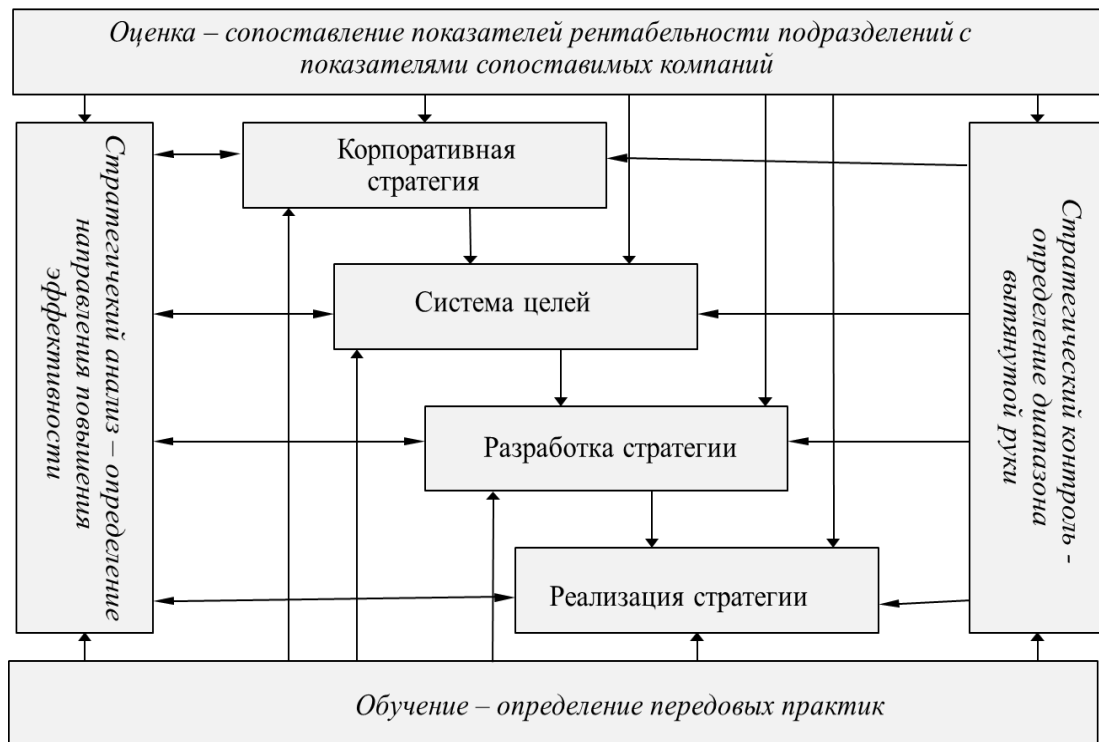 Оценка – сопоставление показателей рентабельности подразделений с
показателями сопоставимых компаний
Стратегичекий анализ – определение
направления повышения
эффективности
Корпоративная
стратегия
Система целей
Разработка стратегии
Реализация стратегии
Стратегический контроль -
определение диапазона
вытянутой руки
Обучение – определение передовых практик